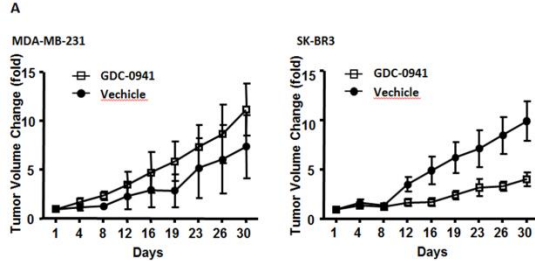 A
MDA-MB-231
SK-BR3
Tumor Volume Change (fold)
15
10
5
0
GDC-0941
Vechicle
1 4 8 12 16 19 23 26 30
Days
Tumor Volume Change (fold)
15
10
5
0
GDC-0941
Vechicle
1 4 8 12 16 19 23 26 30
Days